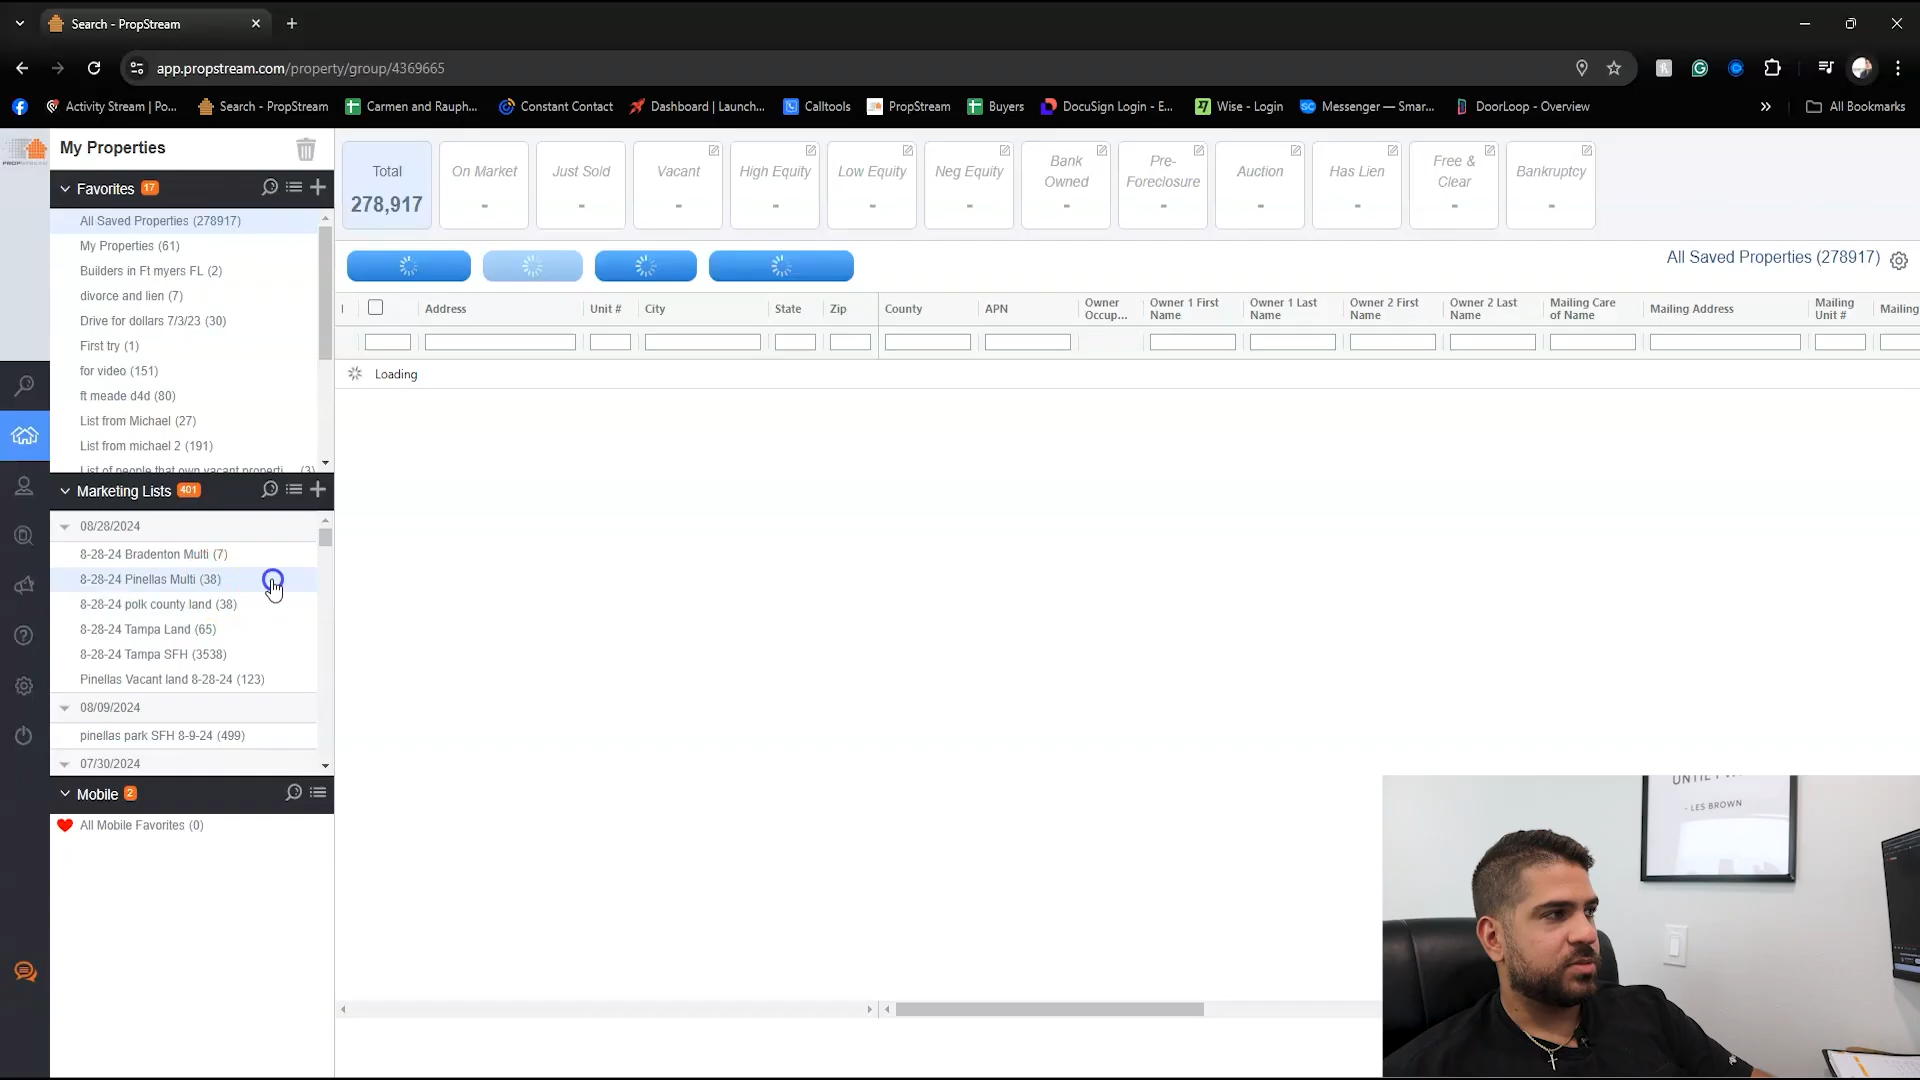 Search - PropStream
app.propstream.com/property/group/4369665
Activity Stream | Po...
Search - PropStream
Carmen and Rauph...
Constant Contact
Dashboard | Launch...
Calltools
PropStream
Buyers
DocuSign Login - E...
Wise - Login
Messenger — Smar...
DoorLoop - Overview
All Bookmarks
My Properties
Favorites 17
All Saved Properties (278917)
My Properties (61)
Builders in Ft myers FL (2)
divorce and lien (7)
Drive for dollars 7/3/23 (30)
First try (1)
for video (151)
ft meade d4d (80)
List from Michael (27)
List from michael 2 (191)
List of people that own vacant properti... (3)
Marketing Lists 401
08/28/2024
8-28-24 Bradenton Multi (7)
8-28-24 Pinellas Multi (38)
8-28-24 polk county land (38)
8-28-24 Tampa Land (65)
8-28-24 Tampa SFH (3538)
Pinellas Vacant land 8-28-24 (123)
08/09/2024
pinellas park SFH 8-9-24 (499)
07/30/2024
Mobile 2
All Mobile Favorites (0)
Total
278,917
On Market
-
Just Sold
-
Vacant
-
High Equity
-
Low Equity
-
Neg Equity
-
Bank
Owned
-
Pre-
Foreclosure
-
Auction
-
Has Lien
-
Free &
Clear
-
Bankruptcy
-
All Saved Properties (278917)
Address
Unit #
City
State
Zip
County
APN
Owner
Occup...
Owner 1 First
Name
Owner 1 Last
Name
Owner 2 First
Name
Owner 2 Last
Name
Mailing Care
of Name
Mailing Address
Mailing
Unit #
Mailing
Loading
- LES BROWN